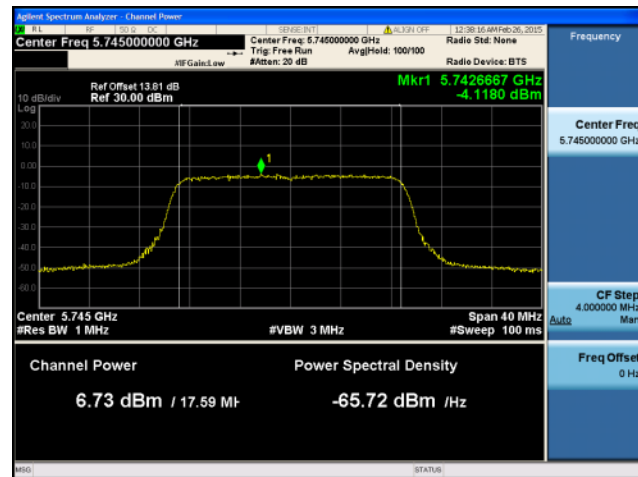 Agilent Spectrum Analyzer - Channel Power
RL RF 50 Ω DC SENSE:INT ALIGN OFF 12:38:16 AM Feb 26, 2015
Center Freq 5.745000000 GHz
Center Freq: 5.745000000 GHz
Radio Std: None
Trig: Free Run Avg|Hold: 100/100
#IFGain:Low #Atten: 20 dB Radio Device: BTS
Ref Offset 13.81 dB
10 dB/div Ref 30.00 dBm
Mkr1 5.7426667 GHz
-4.1180 dBm
Log
20.0
10.0
0.00
-10.0
-20.0
-30.0
-40.0
-50.0
-60.0
1
Center 5.745 GHz Span 40 MHz
#Res BW 1 MHz #VBW 3 MHz #Sweep 100 ms
Channel Power Power Spectral Density
6.73 dBm / 17.59 MH -65.72 dBm /Hz
MSG STATUS
Frequency
Center Freq
5.745000000 GHz
CF Step
4.000000 MHz
Auto Man
Freq Offset
0 Hz